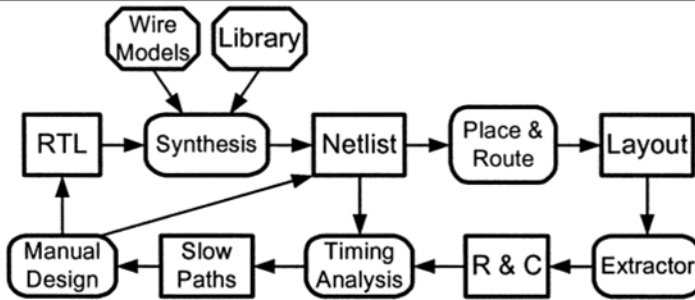 Wire
Models
Library
RTL
Synthesis
Netlist
Place &
Route
Layout
Manual
Design
Slow
Paths
Timing
Analysis
R & C
Extractor